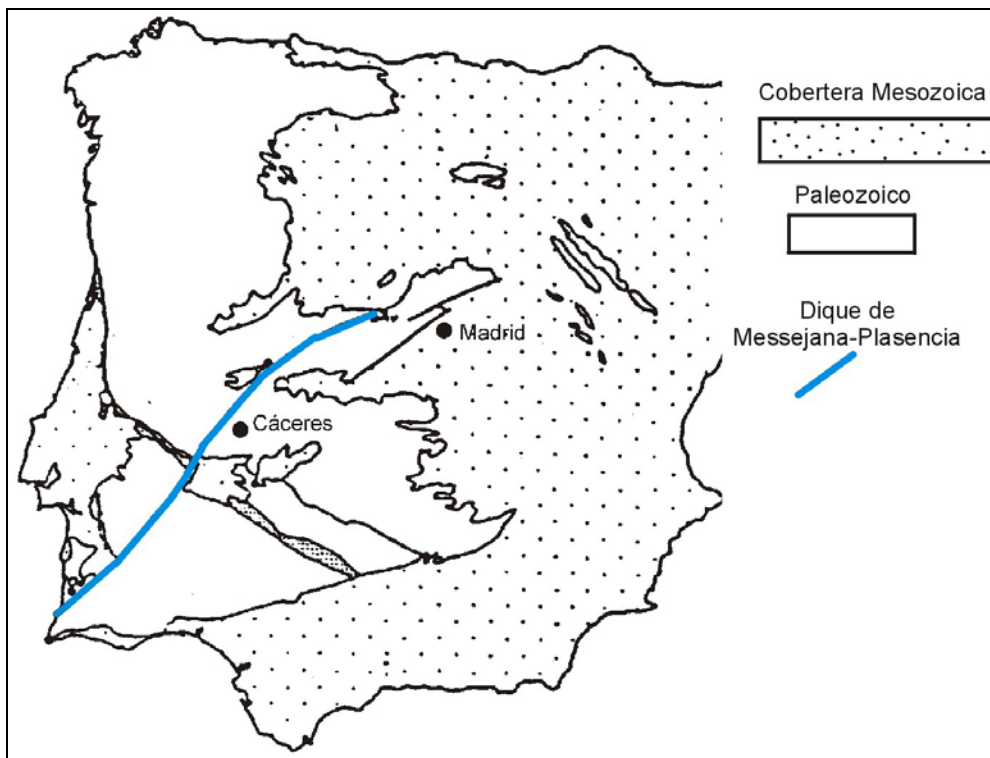 Cobertera Mesozoica
Paleozoico
Dique de
Messejana-Plasencia
Madrid
Cáceres